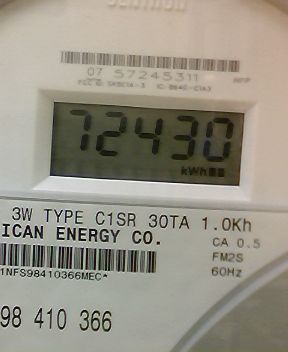 07 57245311
72430
kWh
3W TYPE C1SR 30TA 1.0Kh
ICAN ENERGY CO.
CA 0.5
FM2S
60Hz
1NFS98410366MEC*
98 410 366